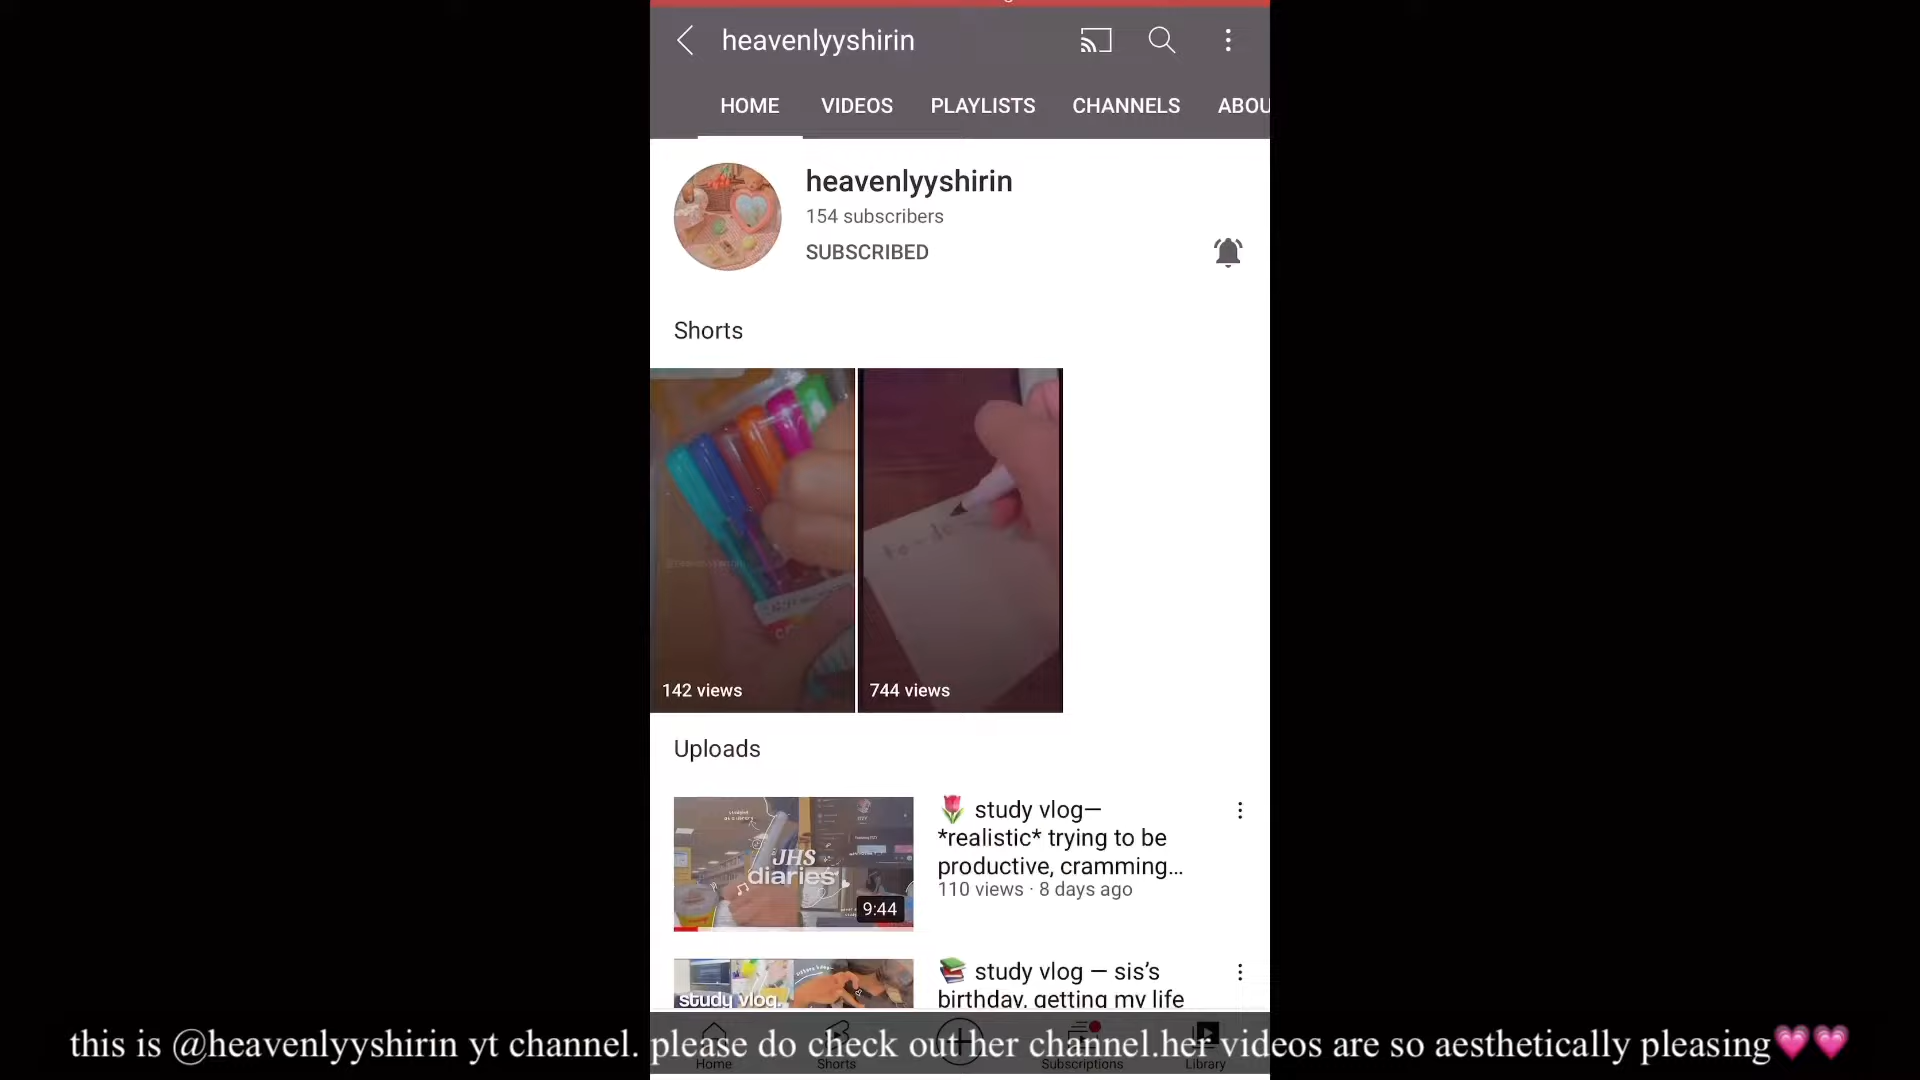 heavenlyyshirin
HOME VIDEOS PLAYLISTS CHANNELS ABOU
heavenlyyshirin
154 subscribers
SUBSCRIBED
Shorts
142 views
744 views
Uploads
JHS
diaries
9:44
🌷 study vlog—
*realistic* trying to be
productive, cramming...
110 views · 8 days ago
study vlog.
📚 study vlog — sis's
birthday, getting my life
this is @heavenlyyshirin yt channel. please do check out her channel.her videos are so aesthetically pleasing💗💗
Home Shorts Subscriptions Library